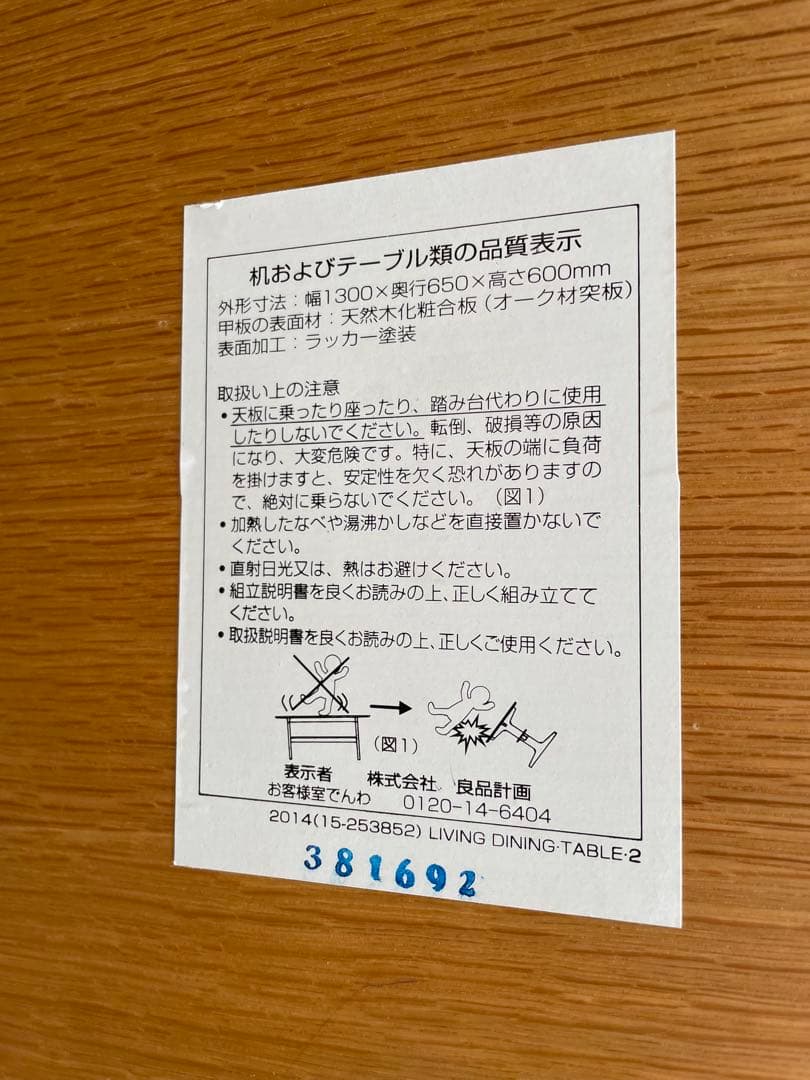 机およびテーブル類の品質表示
外形寸法：幅1300×奥行650×高さ600mm
甲板の表面材：天然木化粧合板（オーク材突板）
表面加工：ラッカー塗装
取扱い上の注意
•天板に乗ったり座ったり、踏み台代わりに使用
したりしないでください。転倒、破損等の原因
になり、大変危険です。特に、天板の端に負荷
を掛けますと、安定性を欠く恐れがありますの
で、絶対に乗らないでください。（図1）
•加熱したなべや湯沸かしなどを直接置かないで
ください。
•直射日光又は、熱はお避けください。
•組立説明書を良くお読みの上、正しく組み立てて
ください。
•取扱説明書を良くお読みの上、正しくご使用ください。
（図1）
表示者　株式会社　良品計画
お客様室でんわ　0120-14-6404
2014(15-253852) LIVING DINING·TABLE·2
381692